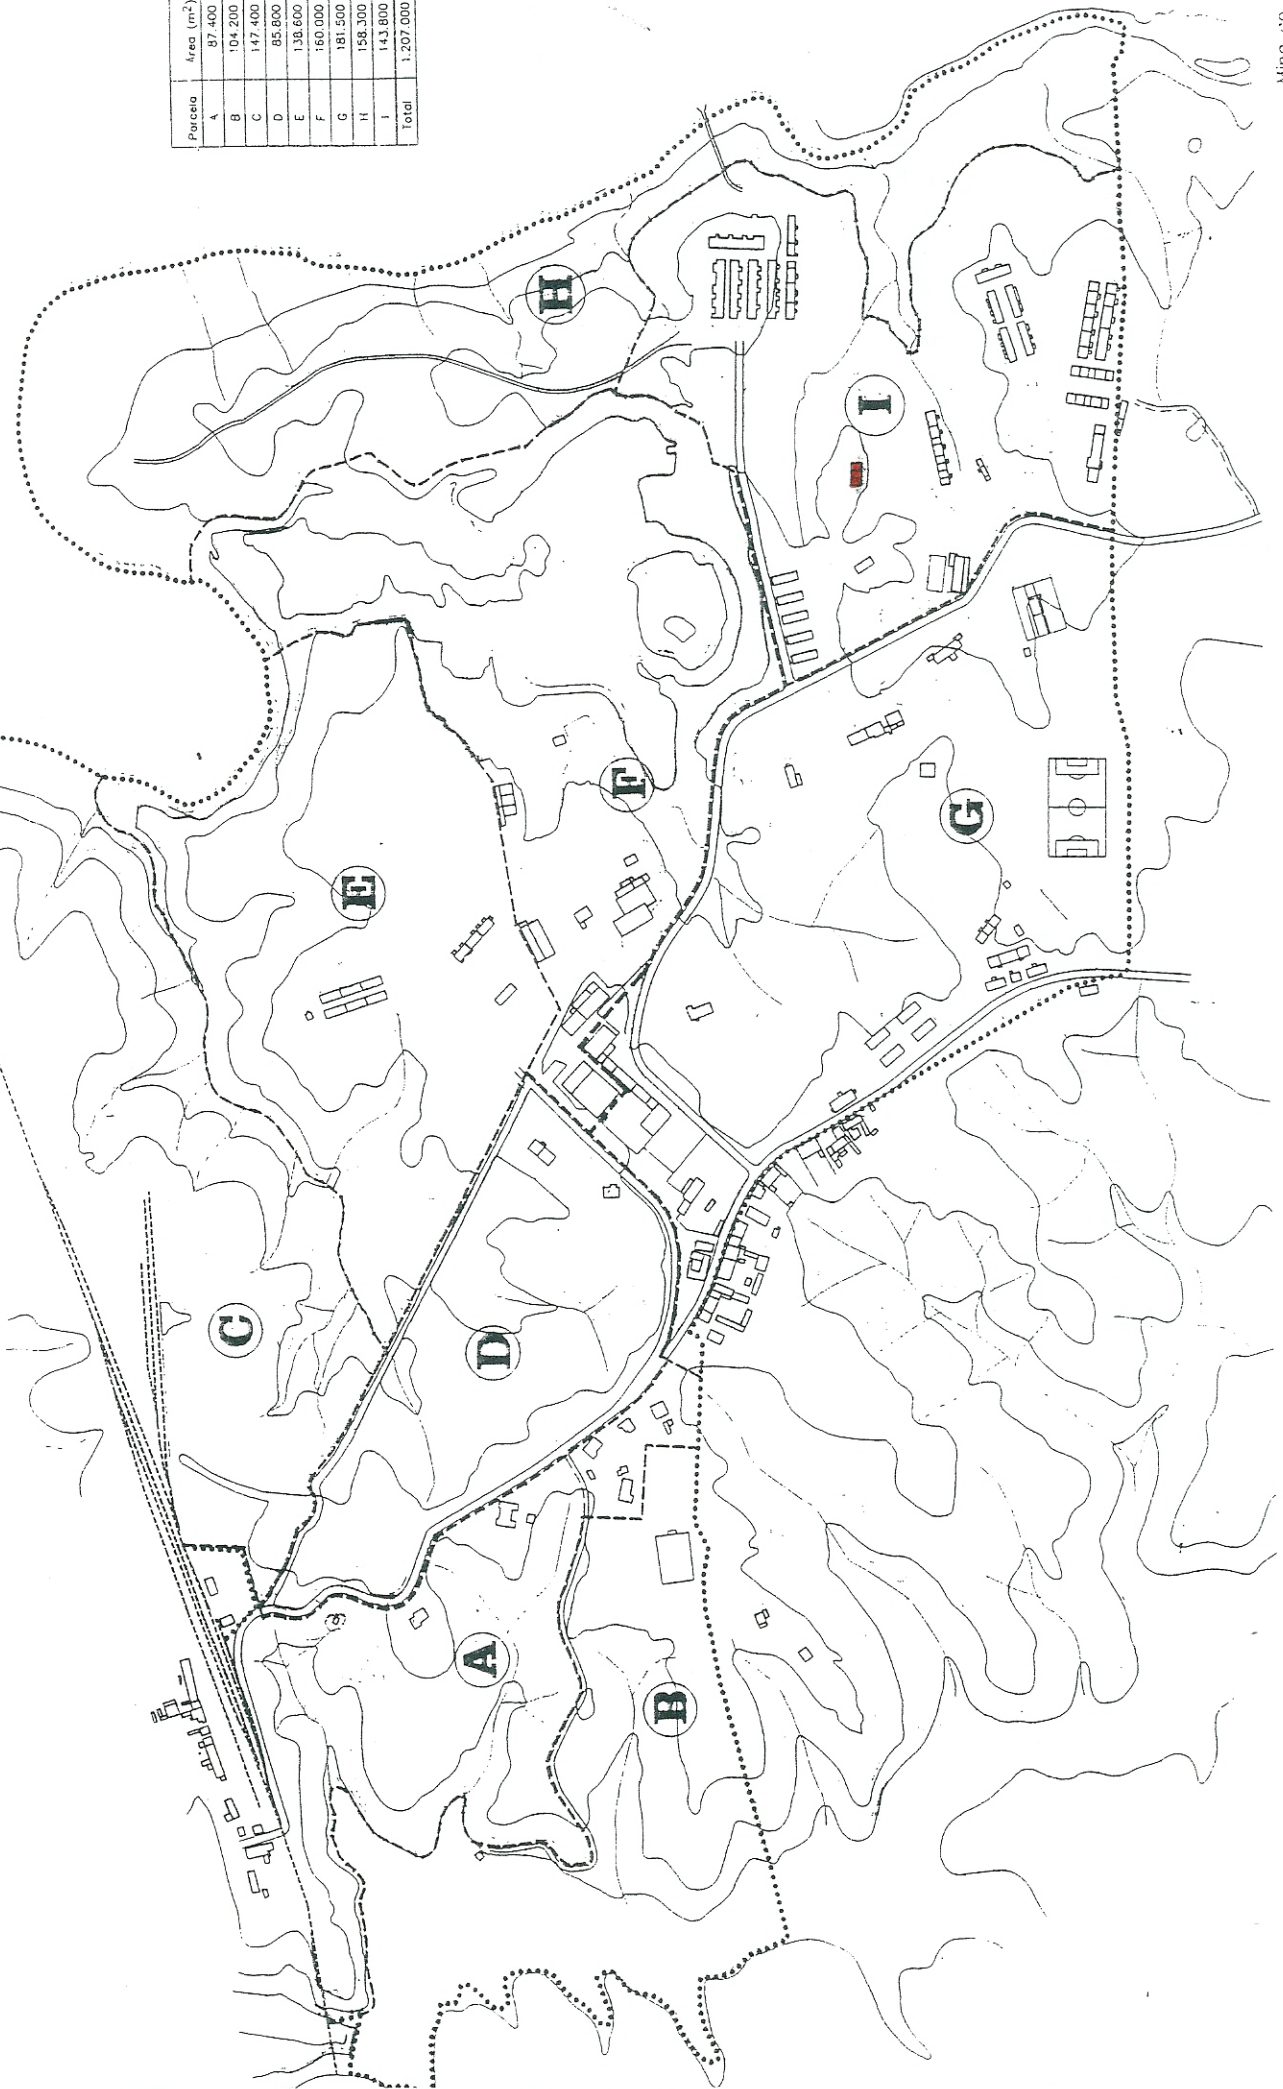 Parcela Área (m²)
A 87.400
B 104.200
C 147.400
D 85.800
E 138.600
F 160.000
G 181.500
H 158.300
I 143.800
Total 1.207.000
H
I
E
F
G
C
D
A
B